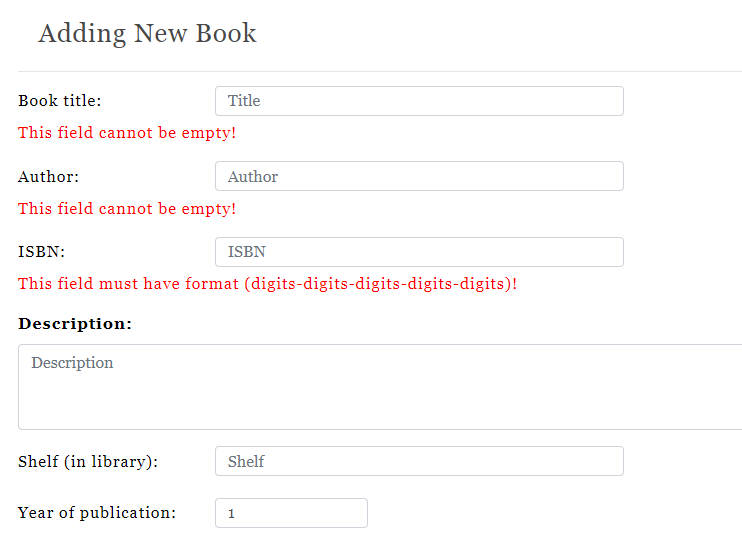 Adding New Book
Book title: Title
This field cannot be empty!
Author: Author
This field cannot be empty!
ISBN: ISBN
This field must have format (digits-digits-digits-digits-digits)!
Description:
Description
Shelf (in library): Shelf
Year of publication: 1